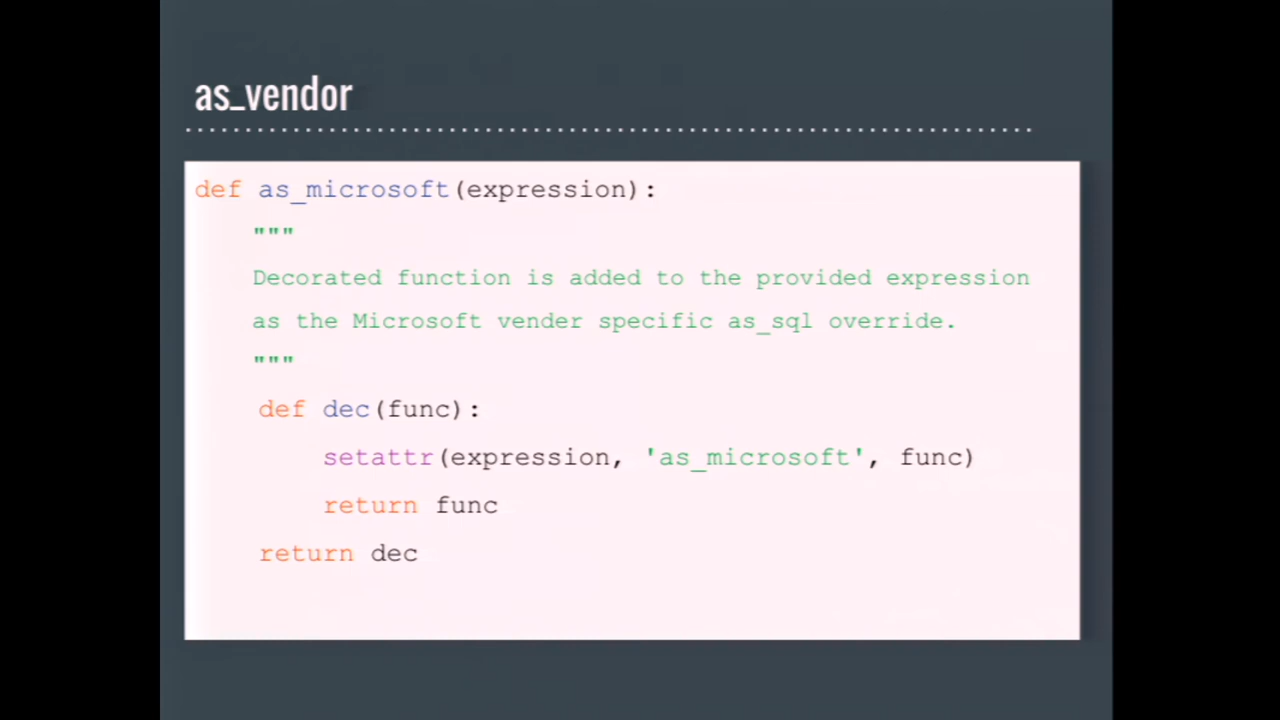 as_vendor
def as_microsoft(expression):
"""
Decorated function is added to the provided expression
as the Microsoft vender specific as_sql override.
"""
def dec(func):
setattr(expression, 'as_microsoft', func)
return func
return dec